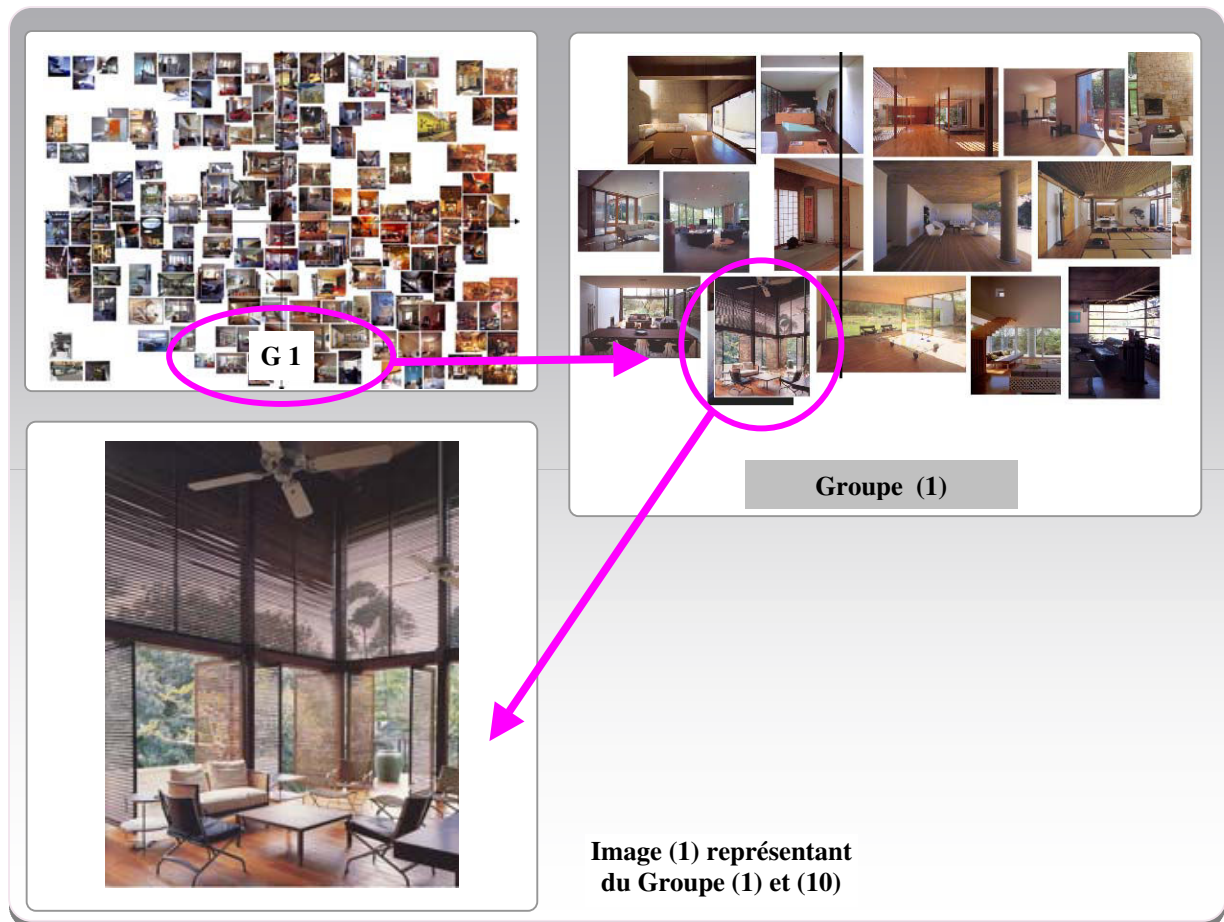 G 1
Groupe (1)
Image (1) représentant
du Groupe (1) et (10)